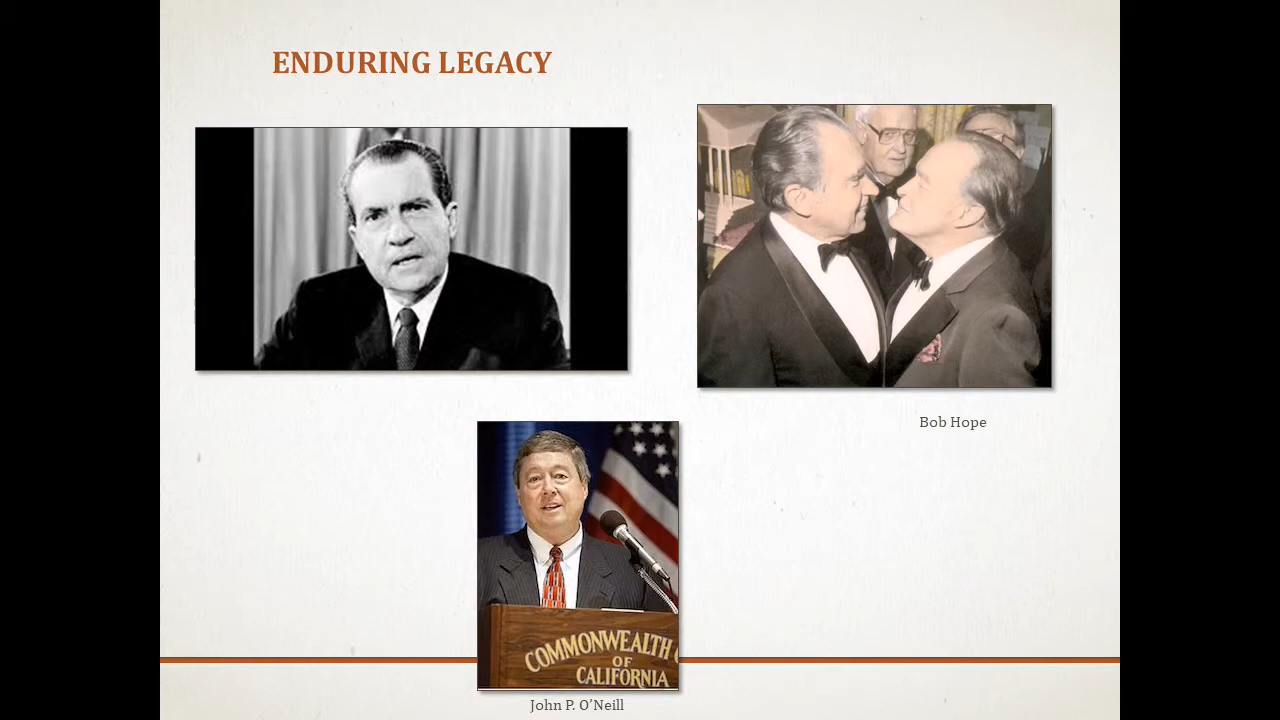 ENDURING LEGACY
Bob Hope
COMMONWEALTH
OF
CALIFORNIA
John P. O’Neill